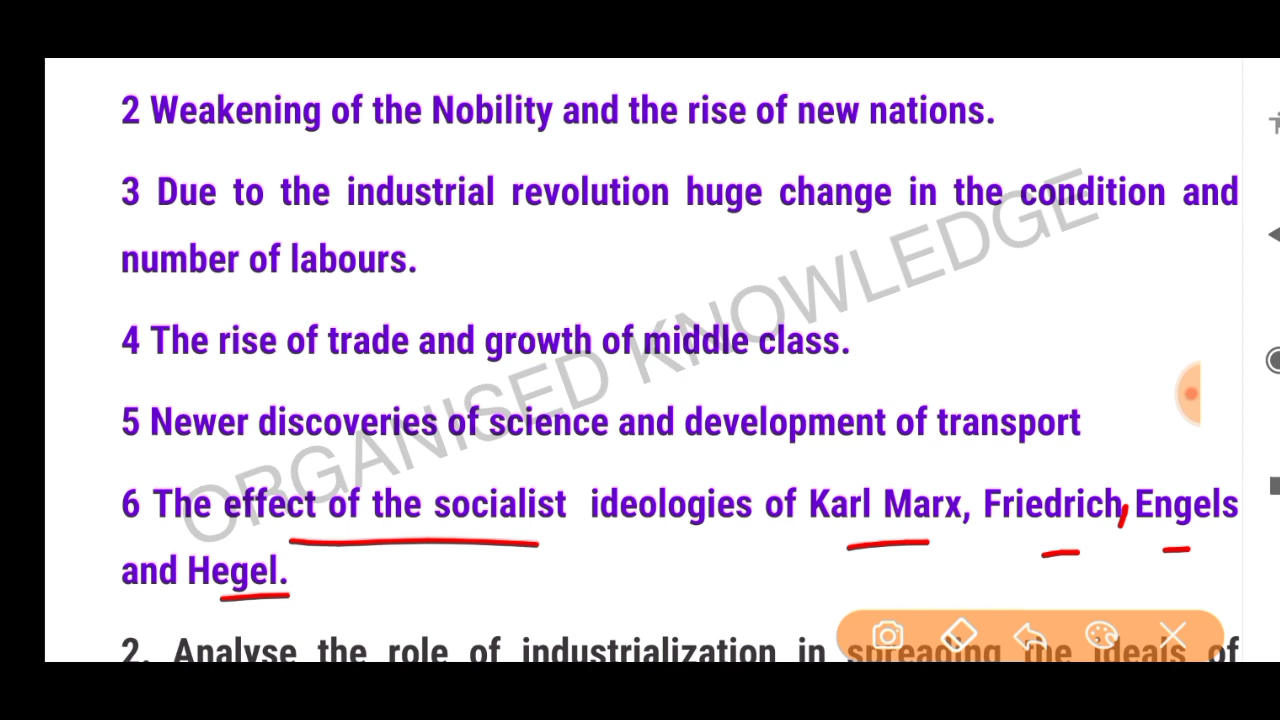 2 Weakening of the Nobility and the rise of new nations.
3 Due to the industrial revolution huge change in the condition and
number of labours.
4 The rise of trade and growth of middle class.
5 Newer discoveries of science and development of transport
6 The effect of the socialist ideologies of Karl Marx, Friedrich, Engels
and Hegel.
2. Analyse the role of industrialization in spreading the ideals of
ORGANISED KNOWLEDGE